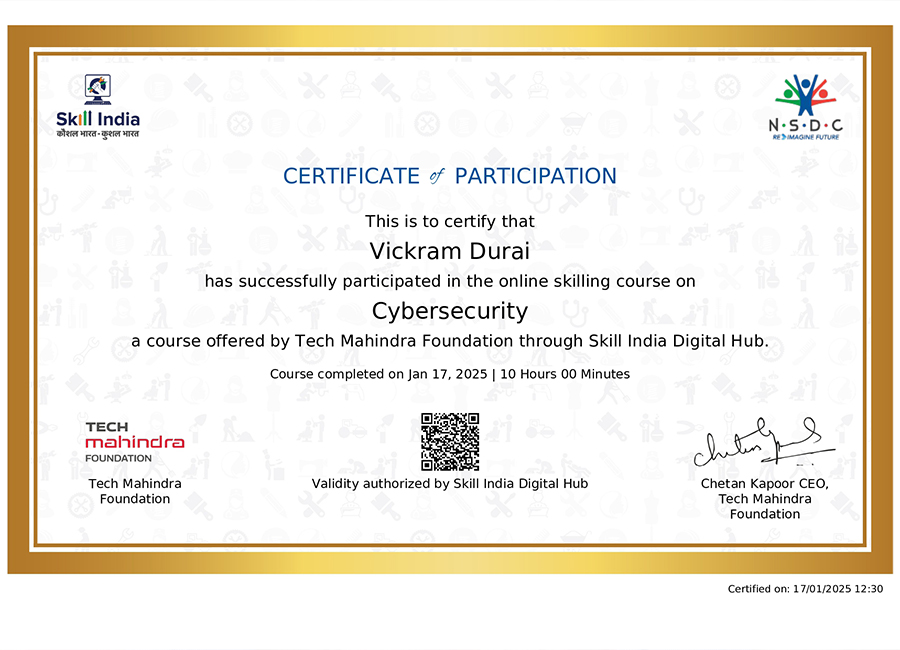 Skill India
कौशल भारत-कुशल भारत
N·S·D·C
RE IMAGINE FUTURE
CERTIFICATE of PARTICIPATION
This is to certify that
Vickram Durai
has successfully participated in the online skilling course on
Cybersecurity
a course offered by Tech Mahindra Foundation through Skill India Digital Hub.
Course completed on Jan 17, 2025 | 10 Hours 00 Minutes
TECH
mahindra
FOUNDATION
Tech Mahindra
Foundation
Validity authorized by Skill India Digital Hub
Chetan Kapoor CEO,
Tech Mahindra
Foundation
Certified on: 17/01/2025 12:30